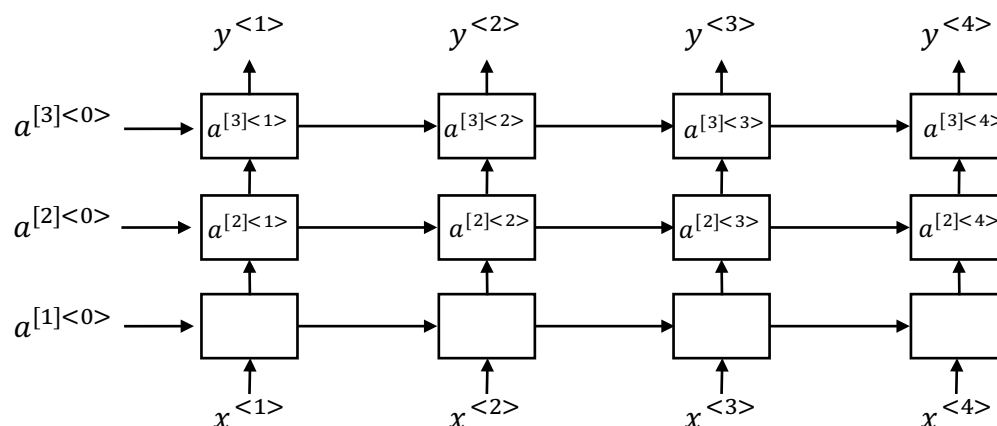 y<1> y<2> y<3> y<4>
a[3]<0> a[3]<1> a[3]<2> a[3]<3> a[3]<4>
a[2]<0> a[2]<1> a[2]<2> a[2]<3> a[2]<4>
a[1]<0>
x<1> x<2> x<3> x<4>